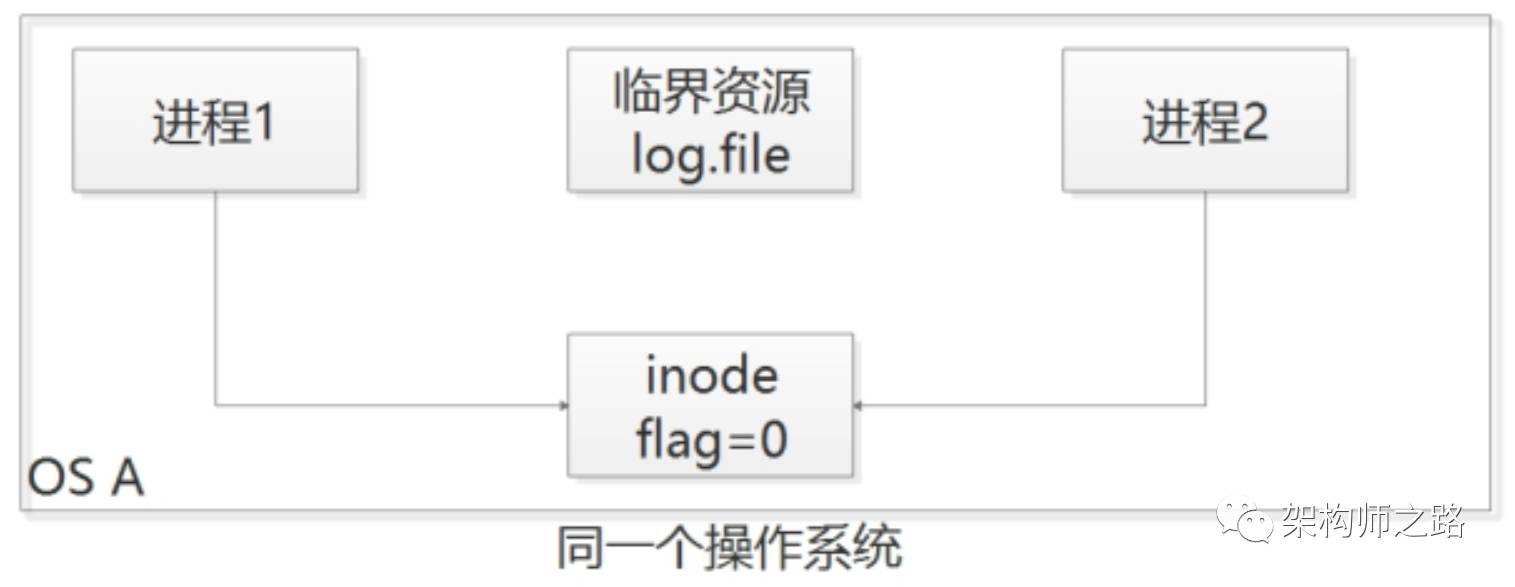 进程1
临界资源
log.file
进程2
inode
flag=0
OS A
同一个操作系统
架构师之路